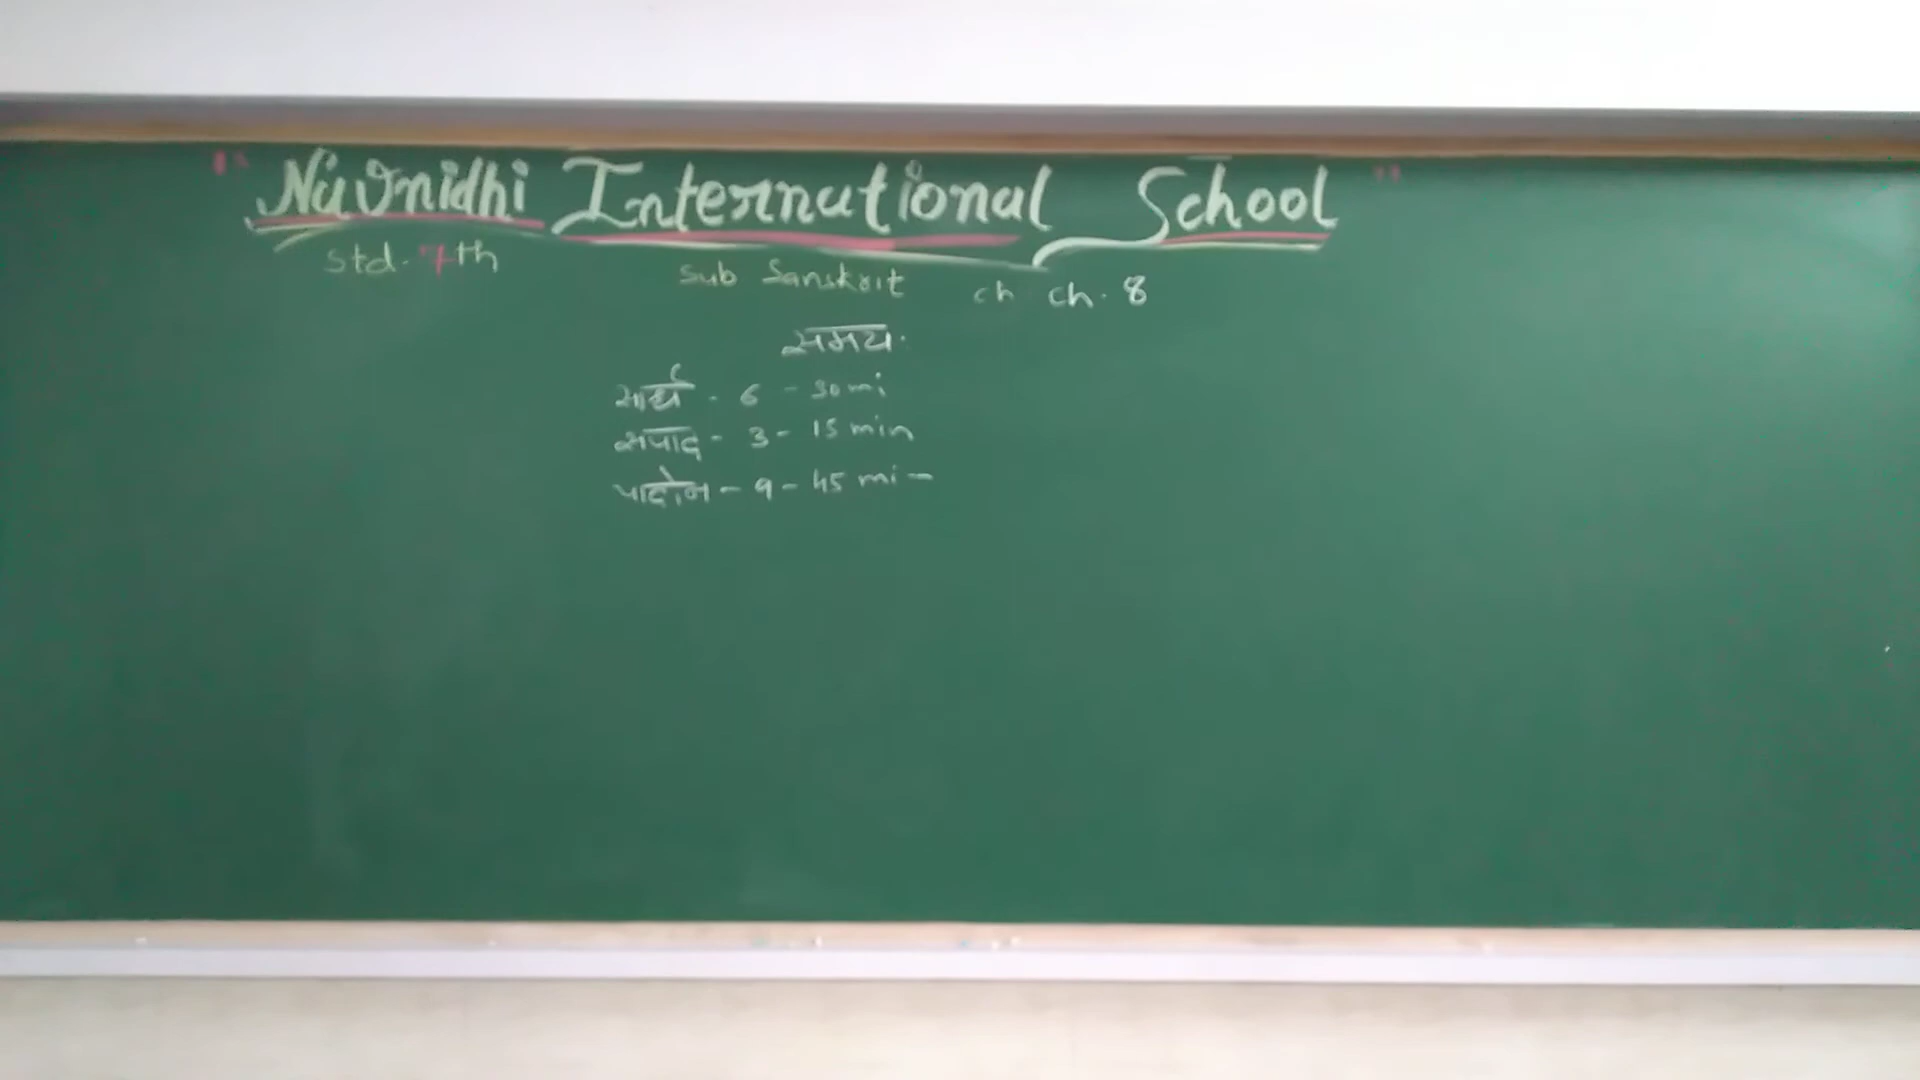 " Navnidhi International School "
Std. 7th Sub Sanskrit ch ch. 8
समय:
सार्ध - 6 - 30 mi
सपाद - 3 - 15 min
पादोन - 9 - 45 mi -